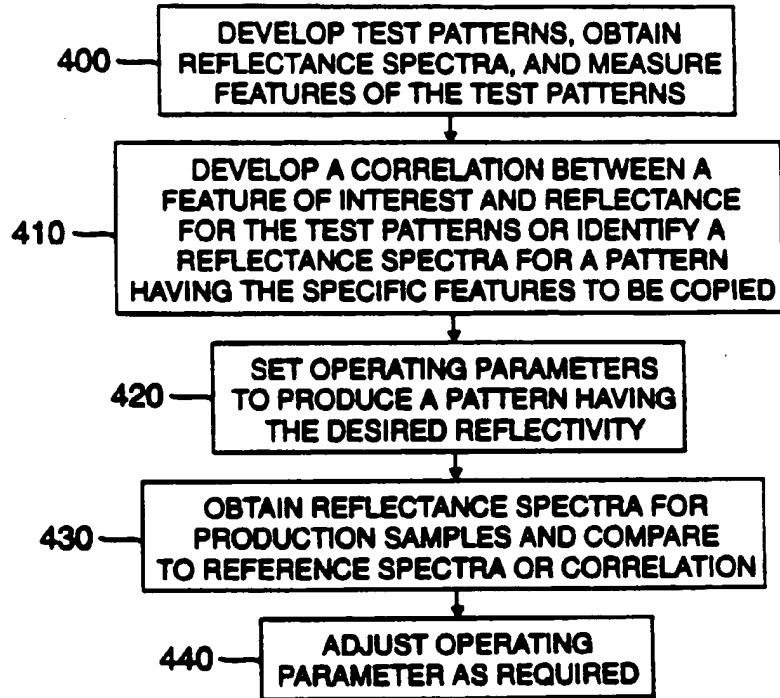 400
DEVELOP TEST PATTERNS, OBTAIN
REFLECTANCE SPECTRA, AND MEASURE
FEATURES OF THE TEST PATTERNS
410
DEVELOP A CORRELATION BETWEEN A
FEATURE OF INTEREST AND REFLECTANCE
FOR THE TEST PATTERNS OR IDENTIFY A
REFLECTANCE SPECTRA FOR A PATTERN
HAVING THE SPECIFIC FEATURES TO BE COPIED
420
SET OPERATING PARAMETERS
TO PRODUCE A PATTERN HAVING
THE DESIRED REFLECTIVITY
430
OBTAIN REFLECTANCE SPECTRA FOR
PRODUCTION SAMPLES AND COMPARE
TO REFERENCE SPECTRA OR CORRELATION
440
ADJUST OPERATING
PARAMETER AS REQUIRED